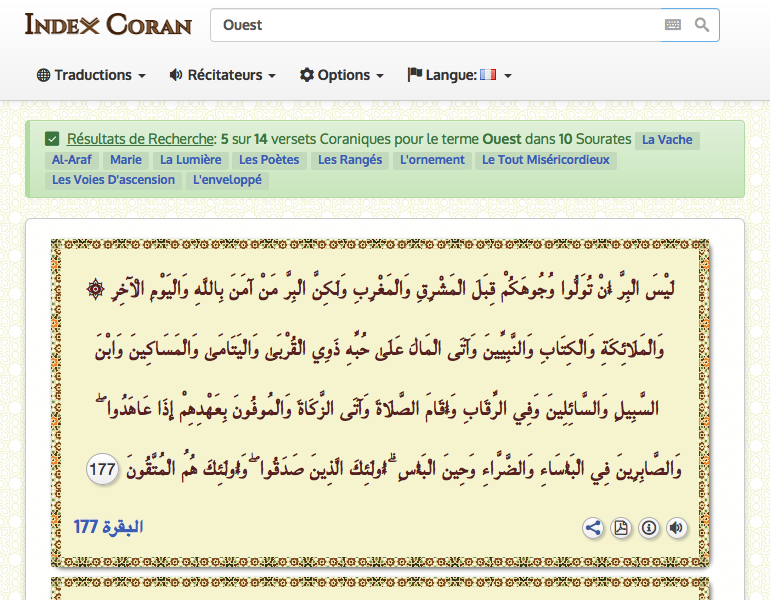 Index Coran
Ouest
Traductions
Récitateurs
Options
Langue:
Résultats de Recherche: 5 sur 14 versets Coraniques pour le terme Ouest dans 10 Sourates La Vache
Al-Araf Marie La Lumière Les Poètes Les Rangés L'ornement Le Tout Miséricordieux
Les Voies D'ascension L'enveloppé
۞ لَيْسَ الْبِرَّ أَنْ تُوَلُّوا وُجُوهَكُمْ قِبَلَ الْمَشْرِقِ وَالْمَغْرِبِ وَلَكِنَّ الْبِرَّ مَنْ آمَنَ بِاللَّهِ وَالْيَوْمِ الْآخِرِ
وَالْمَلَائِكَةِ وَالْكِتَابِ وَالنَّبِيِّينَ وَآتَى الْمَالَ عَلَىٰ حُبِّهِ ذَوِي الْقُرْبَىٰ وَالْيَتَامَىٰ وَالْمَسَاكِينَ وَابْنَ
السَّبِيلِ وَالسَّائِلِينَ وَفِي الرِّقَابِ وَأَقَامَ الصَّلَاةَ وَآتَى الزَّكَاةَ وَالْمُوفُونَ بِعَهْدِهِمْ إِذَا عَاهَدُوا ۖ
وَالصَّابِرِينَ فِي الْبَأْسَاءِ وَالضَّرَّاءِ وَحِينَ الْبَأْسِ ۗ أُولَٰئِكَ الَّذِينَ صَدَقُوا ۖ وَأُولَٰئِكَ هُمُ الْمُتَّقُونَ 177
البقرة 177